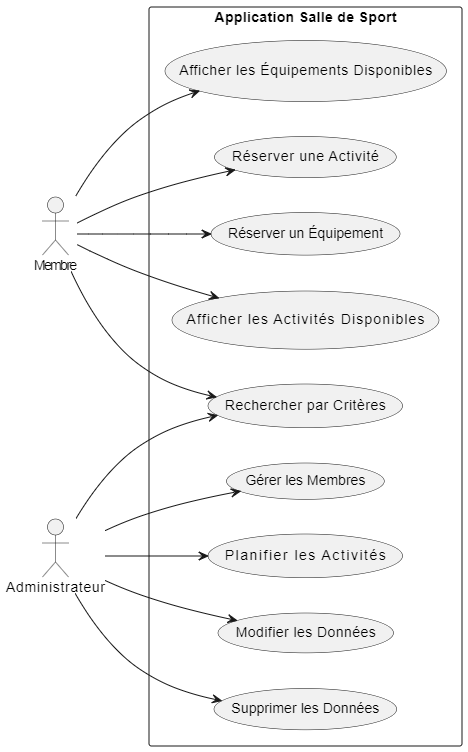 Application Salle de Sport
Afficher les Équipements Disponibles
Réserver une Activité
Réserver un Équipement
Membre
Afficher les Activités Disponibles
Rechercher par Critères
Gérer les Membres
Planifier les Activités
Administrateur
Modifier les Données
Supprimer les Données